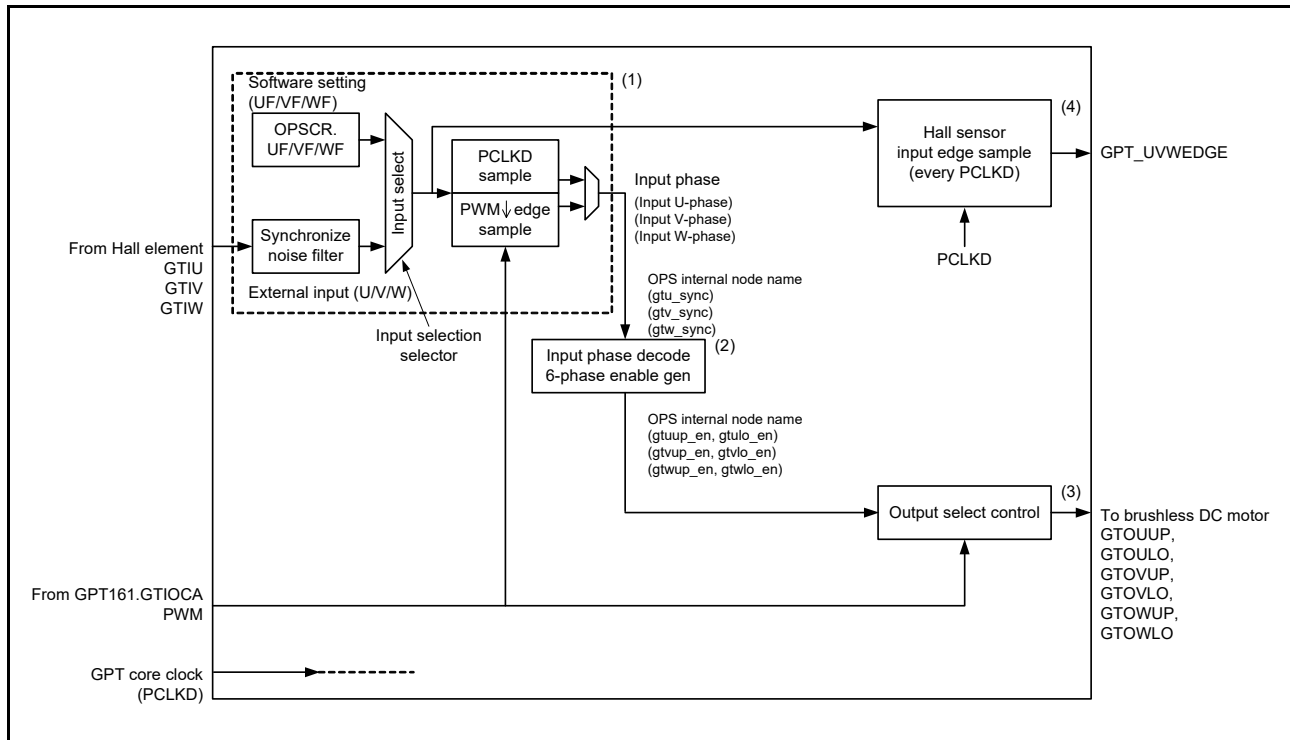 Software setting
(UF/VF/WF)
(1)
OPSCR.
UF/VF/WF
Input select
PCLKD
sample
PWM↓edge
sample
Synchronize
noise filter
External input (U/V/W)
Input selection
selector
From Hall element
GTIU
GTIV
GTIW
Input phase
(Input U-phase)
(Input V-phase)
(Input W-phase)
OPS internal node name
(gtu_sync)
(gtv_sync)
(gtw_sync)
(2)
Input phase decode
6-phase enable gen
OPS internal node name
(gtuup_en, gtulo_en)
(gtvup_en, gtvlo_en)
(gtwup_en, gtwlo_en)
(4)
Hall sensor
input edge sample
(every PCLKD)
PCLKD
GPT_UVWEDGE
(3)
Output select control
To brushless DC motor
GTOUUP,
GTOULO,
GTOVUP,
GTOVLO,
GTOWUP,
GTOWLO
From GPT161.GTIOCA
PWM
GPT core clock
(PCLKD)